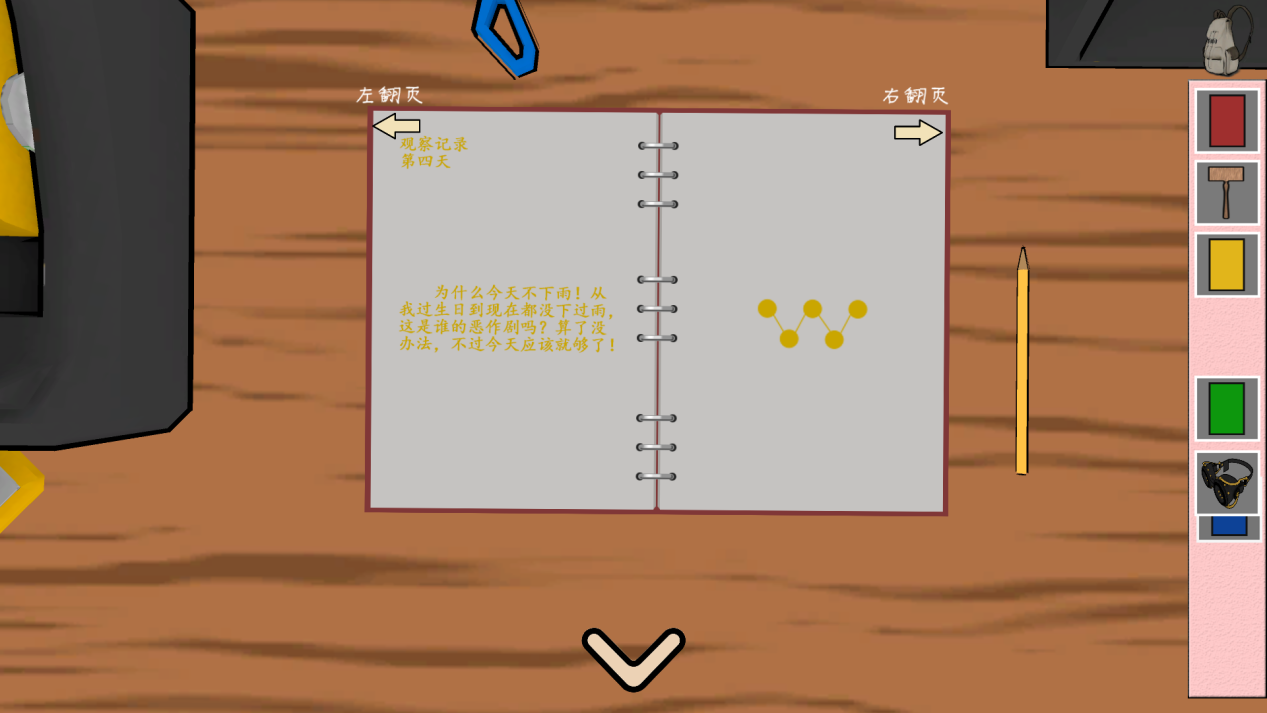 左翻页
右翻页
观察记录
第四天
为什么今天不下雨！从
我过生日到现在都没下过雨，
这是谁的恶作刷吗？算了没
办法，不过今天应该就够了！